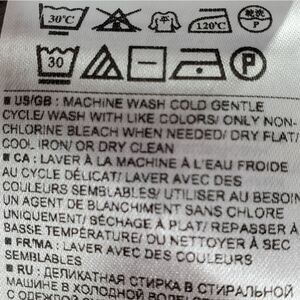 30°C 120°C 乾洗 P
30 P
■ US/GB : MACHINE WASH COLD GENTLE
CYCLE/ WASH WITH LIKE COLORS/ ONLY NON-
CHLORINE BLEACH WHEN NEEDED/ DRY FLAT/
COOL IRON/ OR DRY CLEAN
■ CA : LAVER À LA MACHINE À L'EAU FROIDE
AU CYCLE DÉLICAT/ LAVER AVEC DES
COULEURS SEMBLABLES/ UTILISER AU BESOIN
UN AGENT DE BLANCHIMENT SANS CHLORE
UNIQUEMENT/ SÉCHAGE À PLAT/ REPASSER À
BASSE TEMPÉRATURE/ OU NETTOYER À SEC
■ FR/MA : LAVER AVEC DES COULEURS
SEMBLABLES
■ RU : ДЕЛИКАТНАЯ СТИРКА В СТИРАЛЬНОЙ
МАШИНЕ В ХОЛОДНОЙ ВОДЕ/
С ОДЕЖДОЙ